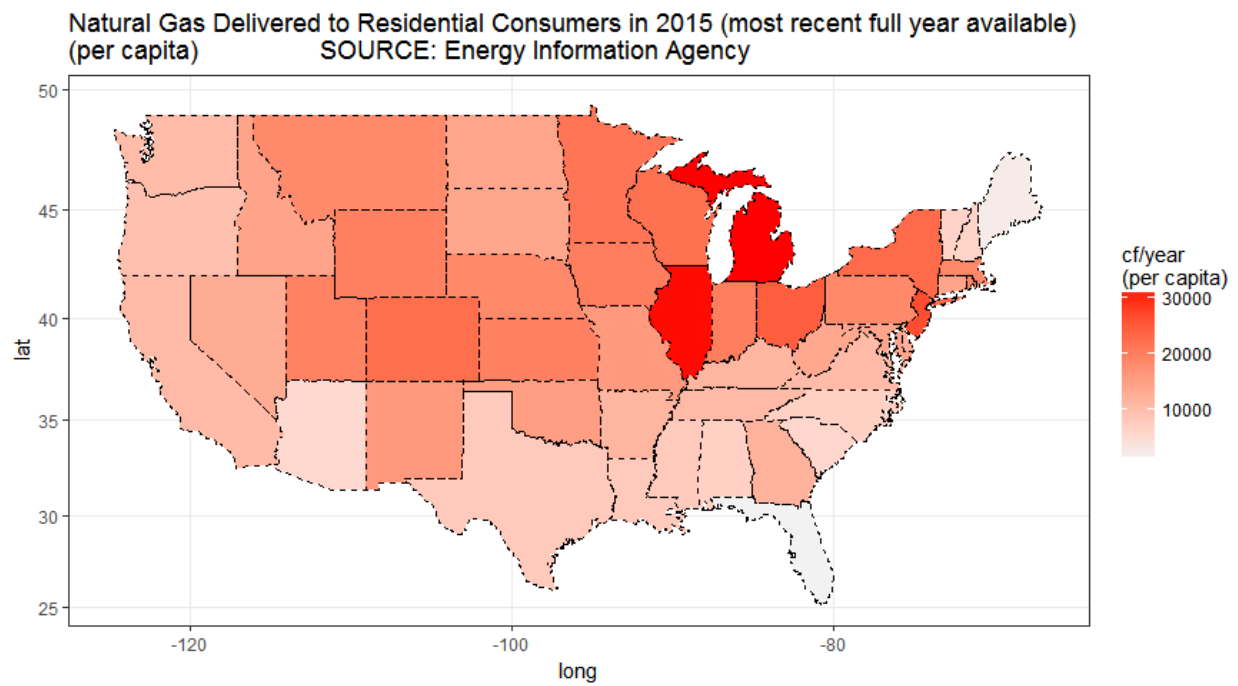 Natural Gas Delivered to Residential Consumers in 2015 (most recent full year available)
(per capita) SOURCE: Energy Information Agency
50
45
40
35
30
25
lat
-120
-100
-80
long
cf/year
(per capita)
30000
20000
10000